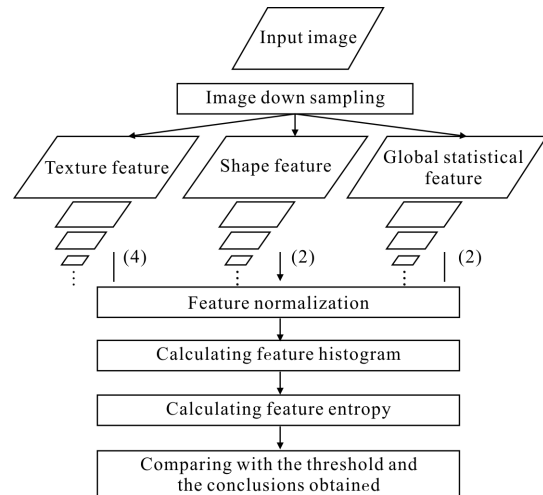 Input image
Image down sampling
Texture feature
Shape feature
Global statistical
feature
(4)
(2)
(2)
Feature normalization
Calculating feature histogram
Calculating feature entropy
Comparing with the threshold and
the conclusions obtained